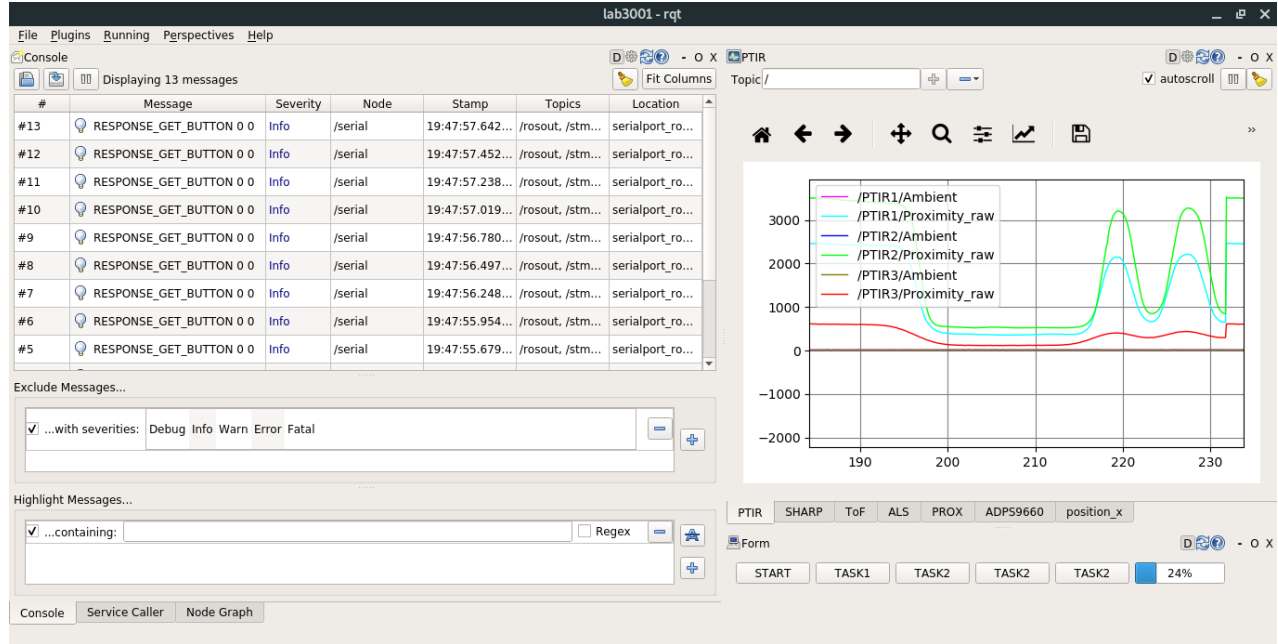 lab3001 - rqt
File Plugins Running Perspectives Help
Console
D
- O X
Displaying 13 messages
Fit Columns
# Message Severity Node Stamp Topics Location
#13 RESPONSE_GET_BUTTON 0 0 Info /serial 19:47:57.642... /rosout, /stm... serialport_ro...
#12 RESPONSE_GET_BUTTON 0 0 Info /serial 19:47:57.452... /rosout, /stm... serialport_ro...
#11 RESPONSE_GET_BUTTON 0 0 Info /serial 19:47:57.238... /rosout, /stm... serialport_ro...
#10 RESPONSE_GET_BUTTON 0 0 Info /serial 19:47:57.019... /rosout, /stm... serialport_ro...
#9 RESPONSE_GET_BUTTON 0 0 Info /serial 19:47:56.780... /rosout, /stm... serialport_ro...
#8 RESPONSE_GET_BUTTON 0 0 Info /serial 19:47:56.497... /rosout, /stm... serialport_ro...
#7 RESPONSE_GET_BUTTON 0 0 Info /serial 19:47:56.248... /rosout, /stm... serialport_ro...
#6 RESPONSE_GET_BUTTON 0 0 Info /serial 19:47:55.954... /rosout, /stm... serialport_ro...
#5 RESPONSE_GET_BUTTON 0 0 Info /serial 19:47:55.679... /rosout, /stm... serialport_ro...
Exclude Messages...
...with severities: Debug Info Warn Error Fatal
Highlight Messages...
...containing: Regex
Console Service Caller Node Graph
PTIR
D
- O X
Topic /
autoscroll
»
/PTIR1/Ambient
/PTIR1/Proximity_raw
/PTIR2/Ambient
/PTIR2/Proximity_raw
/PTIR3/Ambient
/PTIR3/Proximity_raw
3000
2000
1000
0
−1000
−2000
190 200 210 220 230
PTIR SHARP ToF ALS PROX ADPS9660 position_x
Form
D
- O X
START TASK1 TASK2 TASK2 TASK2 24%